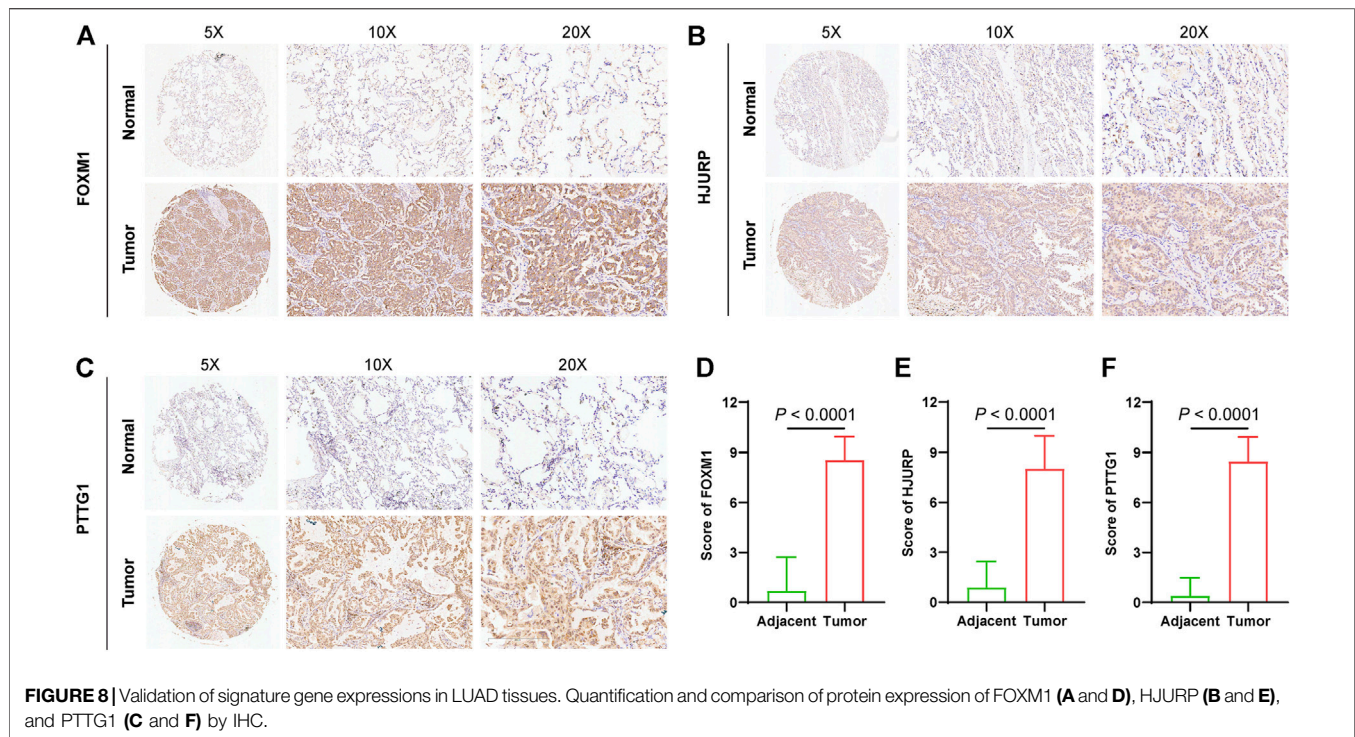 A
5X 10X 20X
FOXM1
Normal
Tumor
B
5X 10X 20X
HJURP
Normal
Tumor
C
5X 10X 20X
PTTG1
Normal
Tumor
D
Score of FOXM1
12
9
6
3
0
P < 0.0001
Adjacent Tumor
E
Score of HJURP
12
9
6
3
0
P < 0.0001
Adjacent Tumor
F
Score of PTTG1
12
9
6
3
0
P < 0.0001
Adjacent Tumor
FIGURE 8 | Validation of signature gene expressions in LUAD tissues. Quantification and comparison of protein expression of FOXM1 (A and D), HJURP (B and E),
and PTTG1 (C and F) by IHC.